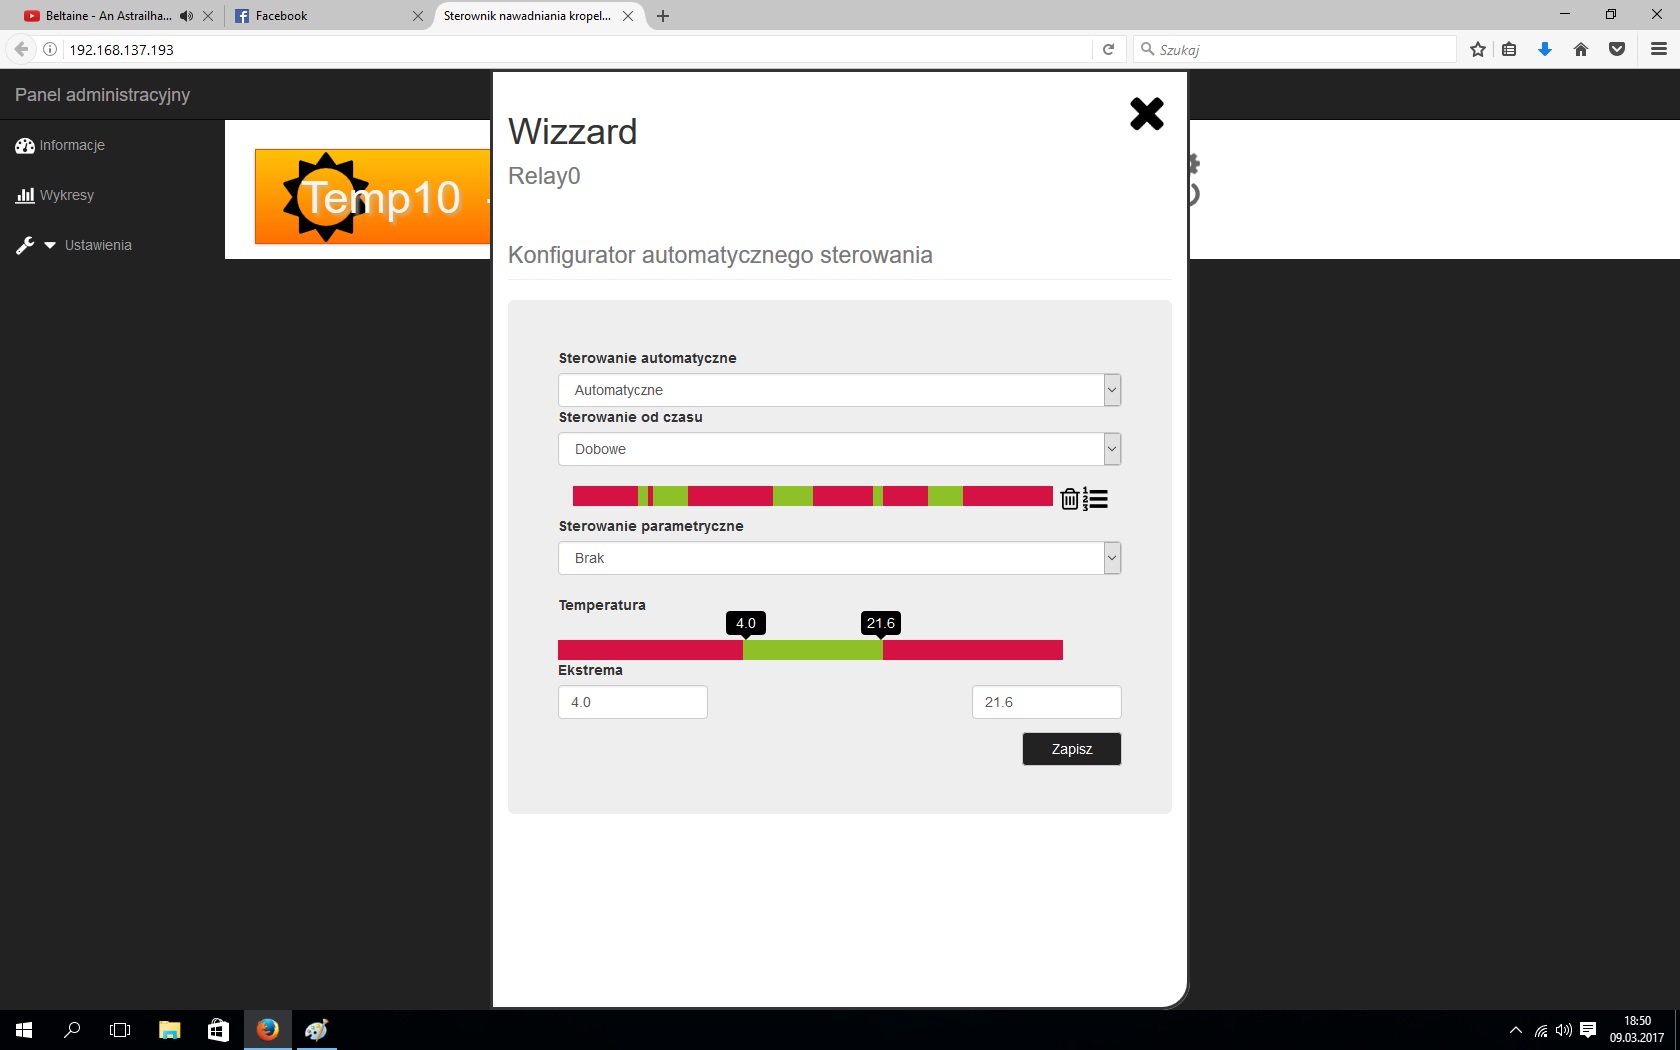 Beltaine - An Astrailha...
Facebook
Sterownik nawadniania kropel...
192.168.137.193
Szukaj
Panel administracyjny
Informacje
Wykresy
Ustawienia
Temp10 -
Wizzard
Relay0
Konfigurator automatycznego sterowania
Sterowanie automatyczne
Automatyczne
Sterowanie od czasu
Dobowe
Sterowanie parametryczne
Brak
Temperatura
4.0 21.6
Ekstrema
4.0 21.6
Zapisz
18:50
09.03.2017